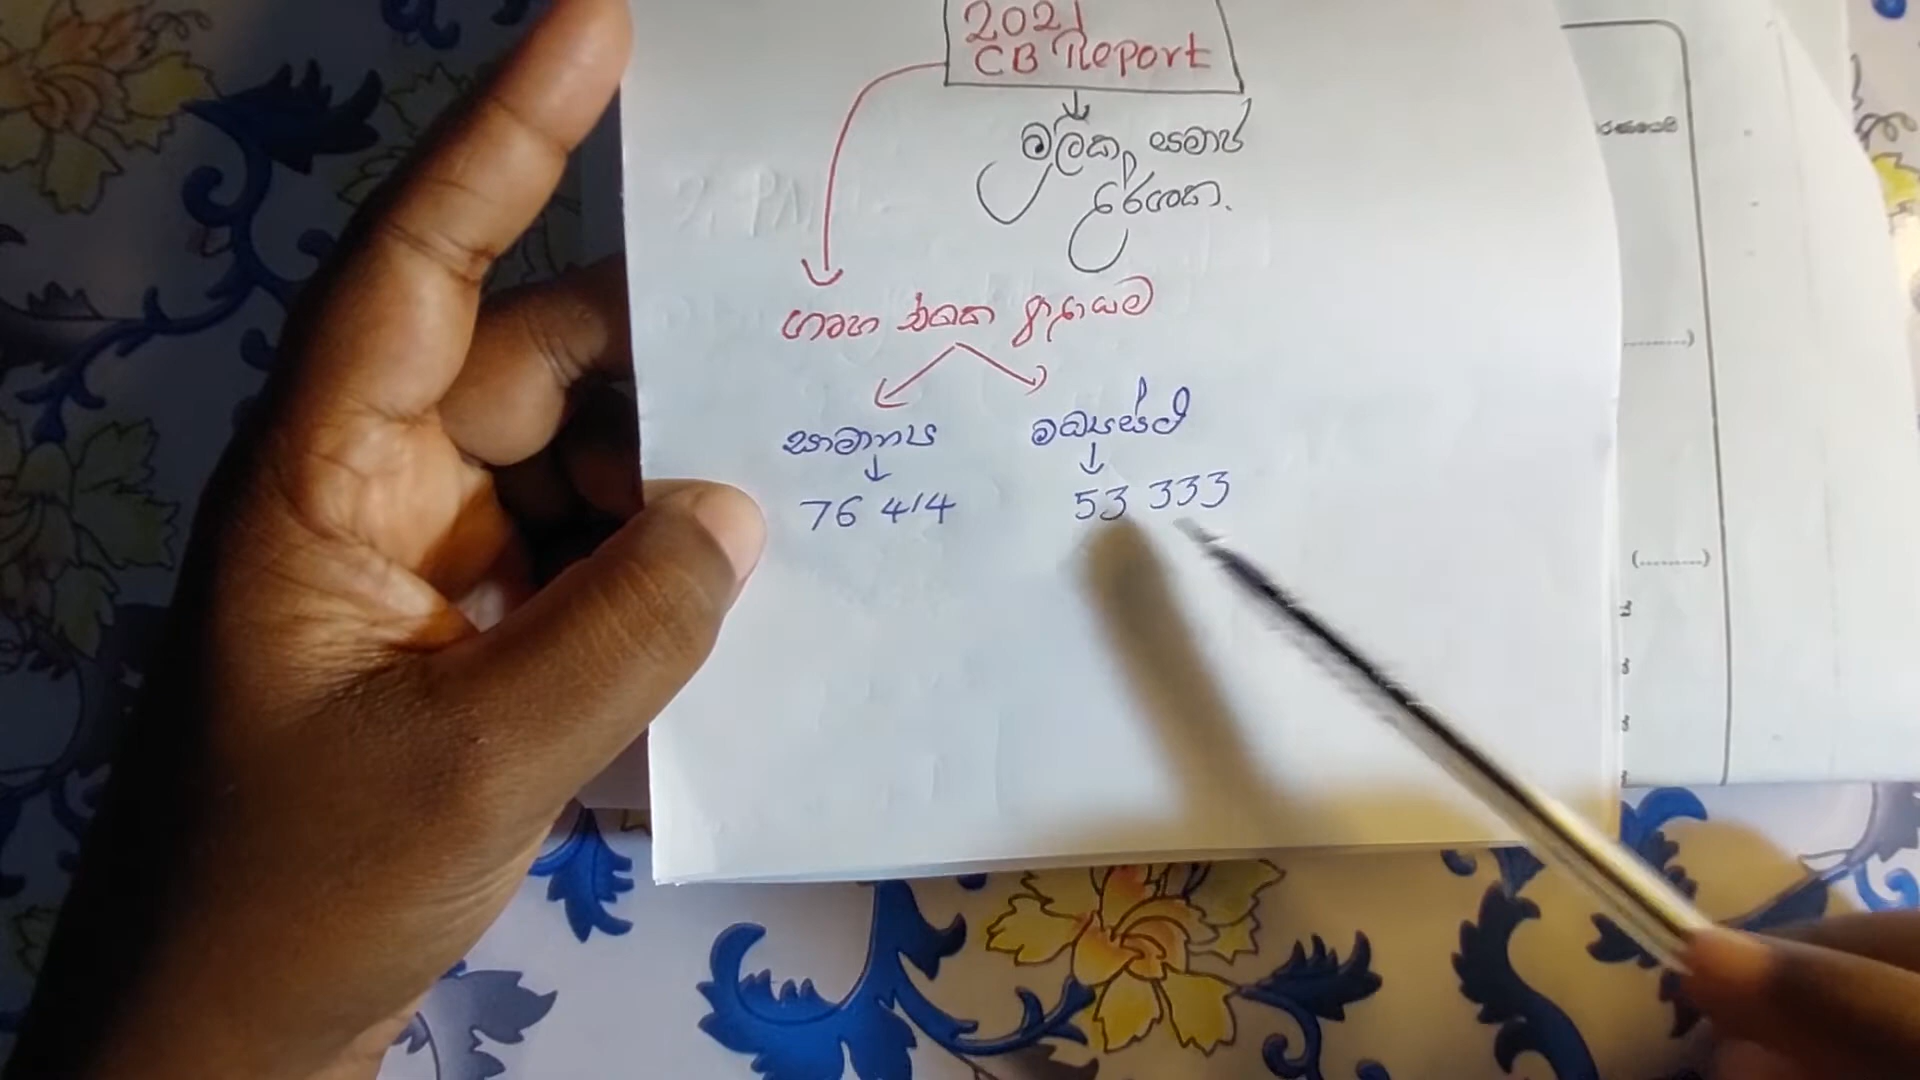 2021
CB Report
මූලික සමාජ
දර්ශක.
ගෘහ ඒකක ආදායම
සාමාන්‍ය
මධ්‍යස්ථ
76 414
53 333
(............)
(............)